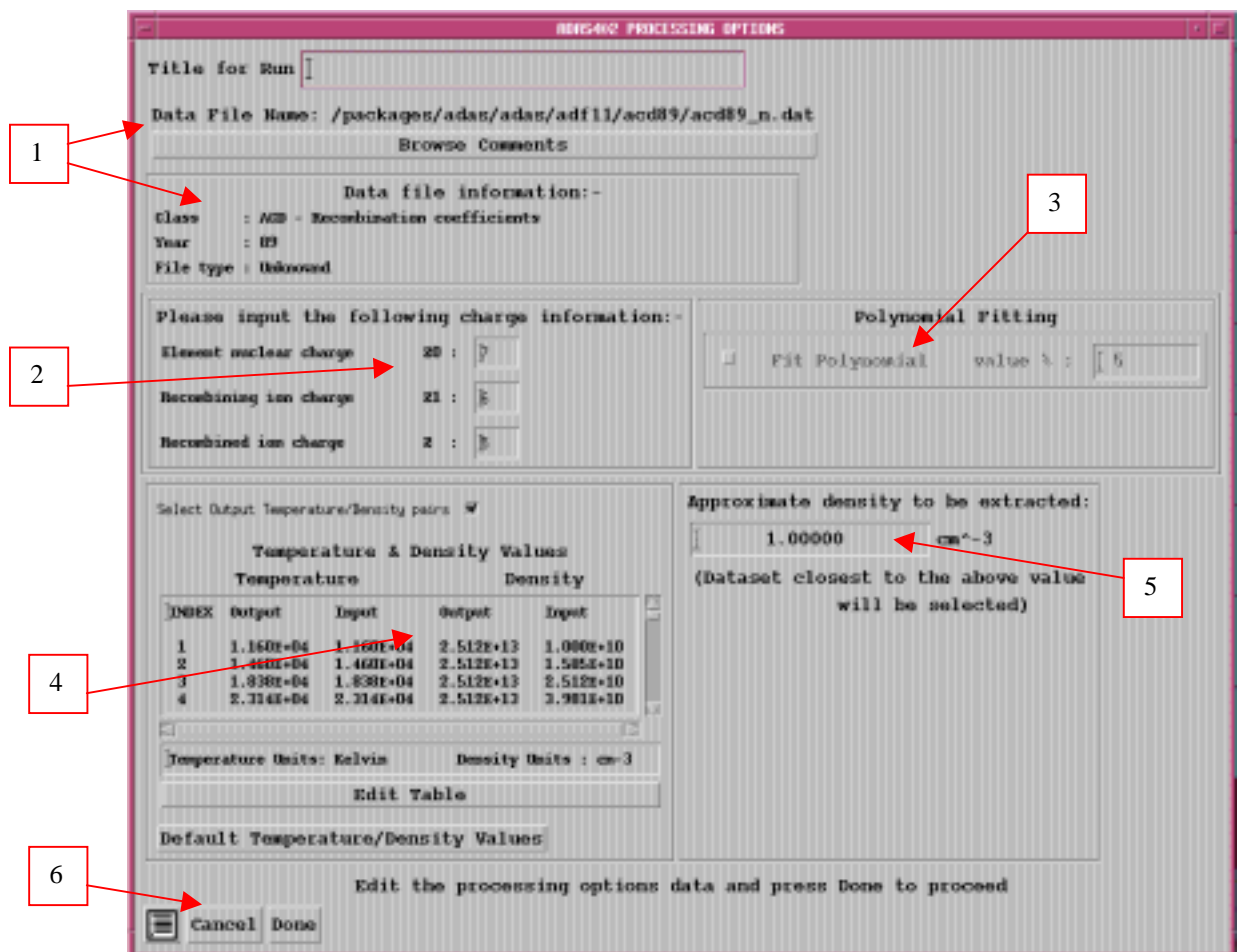 ADAS402 PROCESSING OPTIONS
Title for Run
Data File Name: /packages/adas/adas/adf11/acd89/acd89_n.dat
Browse Comments
1
Data file information:-
Class : ACD - Recombination coefficients
Year : 89
File type : Unknownd
3
Please input the following charge information:-
Element nuclear charge Z0 : 7
Recombining ion charge Z1 :
Recombined ion charge Z :
2
Polynomial Fitting
Fit Polynomial value % : 5
Select Output Temperature/Density pairs
Temperature & Density Values
Temperature Density
INDEX Output Input Output Input
1 1.160E+04 1.160E+04 2.512E+13 1.000E+10
2 1.460E+04 1.460E+04 2.512E+13 1.585E+10
3 1.838E+04 1.838E+04 2.512E+13 2.512E+10
4 2.314E+04 2.314E+04 2.512E+13 3.981E+10
4
Temperature Units: Kelvin Density Units : cm-3
Edit Table
Default Temperature/Density Values
Approximate density to be extracted:
1.00000 cm^-3
5
(Dataset closest to the above value
will be selected)
6
Edit the processing options data and press Done to proceed
Cancel Done